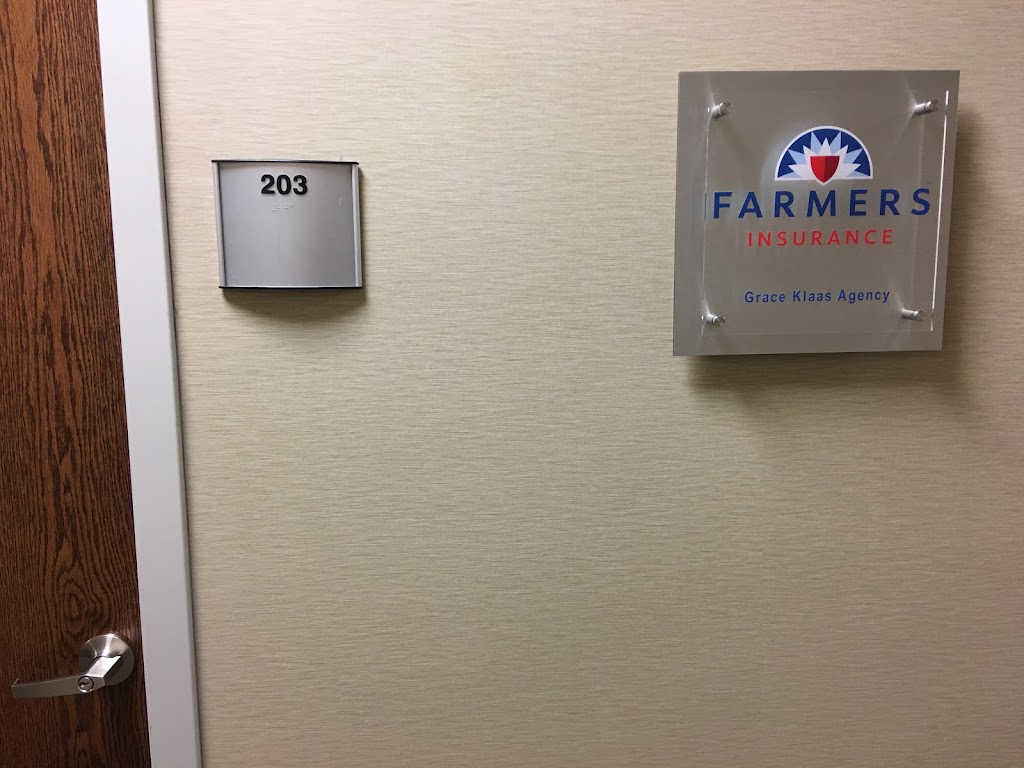 203
FARMERS
INSURANCE
Grace Klaas Agency